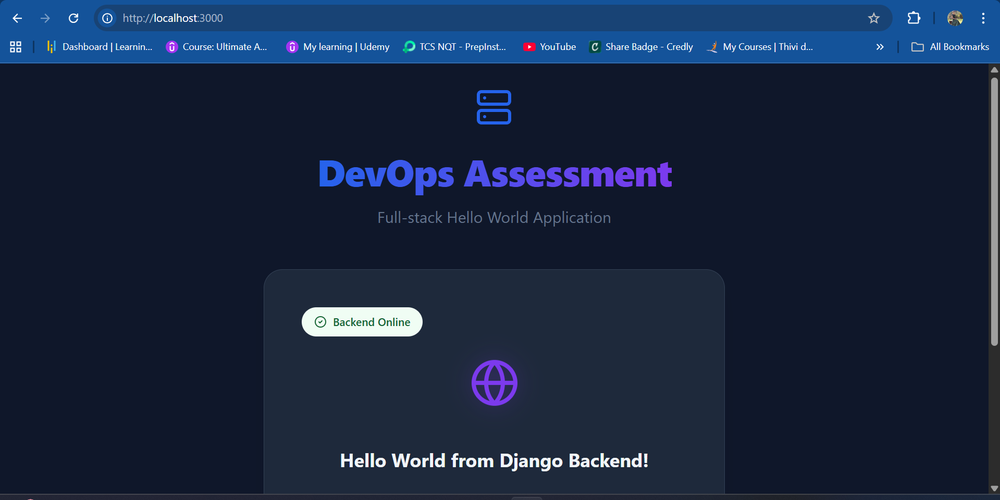 http://localhost:3000
Dashboard | Learnin...
Course: Ultimate A...
My learning | Udemy
TCS NQT - PrepInst...
YouTube
Share Badge - Credly
My Courses | Thivi d...
All Bookmarks
DevOps Assessment
Full-stack Hello World Application
Backend Online
Hello World from Django Backend!